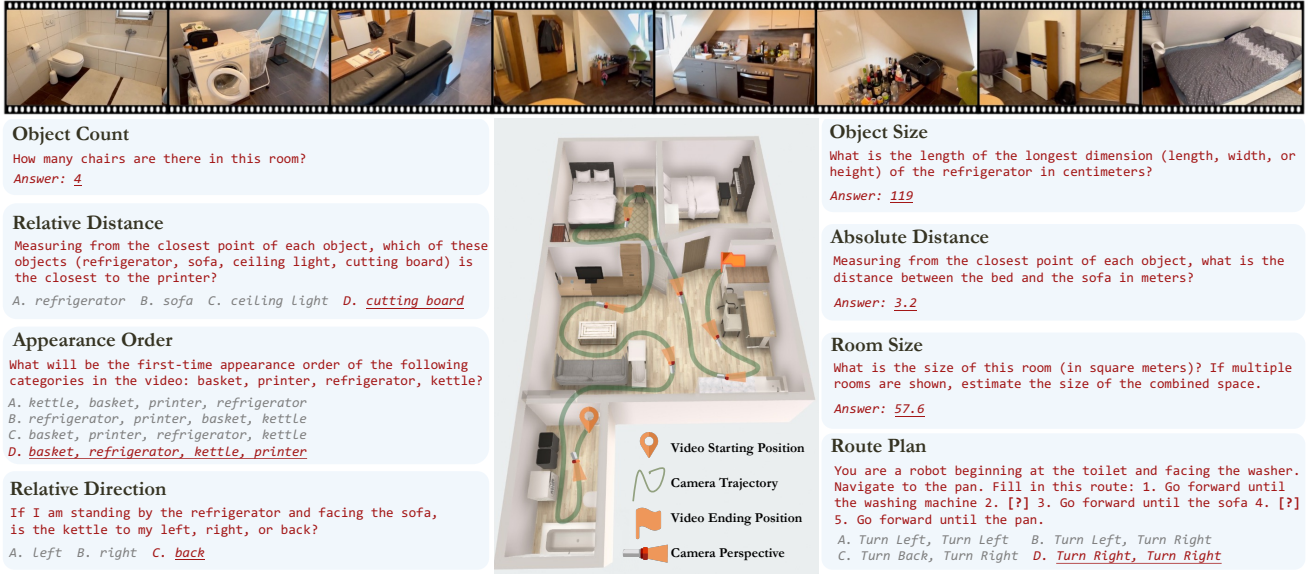 Object Count
How many chairs are there in this room?
Answer: 4
Relative Distance
Measuring from the closest point of each object, which of these
objects (refrigerator, sofa, ceiling light, cutting board) is
the closest to the printer?
A. refrigerator B. sofa C. ceiling light D. cutting board
Appearance Order
What will be the first-time appearance order of the following
categories in the video: basket, printer, refrigerator, kettle?
A. kettle, basket, printer, refrigerator
B. refrigerator, printer, basket, kettle
C. basket, printer, refrigerator, kettle
D. basket, refrigerator, kettle, printer
Relative Direction
If I am standing by the refrigerator and facing the sofa,
is the kettle to my left, right, or back?
A. Left B. right C. back
Video Starting Position
Camera Trajectory
Video Ending Position
Camera Perspective
Object Size
What is the length of the longest dimension (length, width, or
height) of the refrigerator in centimeters?
Answer: 119
Absolute Distance
Measuring from the closest point of each object, what is the
distance between the bed and the sofa in meters?
Answer: 3.2
Room Size
What is the size of this room (in square meters)? If multiple
rooms are shown, estimate the size of the combined space.
Answer: 57.6
Route Plan
You are a robot beginning at the toilet and facing the washer.
Navigate to the pan. Fill in this route: 1. Go forward until
the washing machine 2. [?] 3. Go forward until the sofa 4. [?]
5. Go forward until the pan.
A. Turn Left, Turn Left B. Turn Left, Turn Right
C. Turn Back, Turn Right D. Turn Right, Turn Right